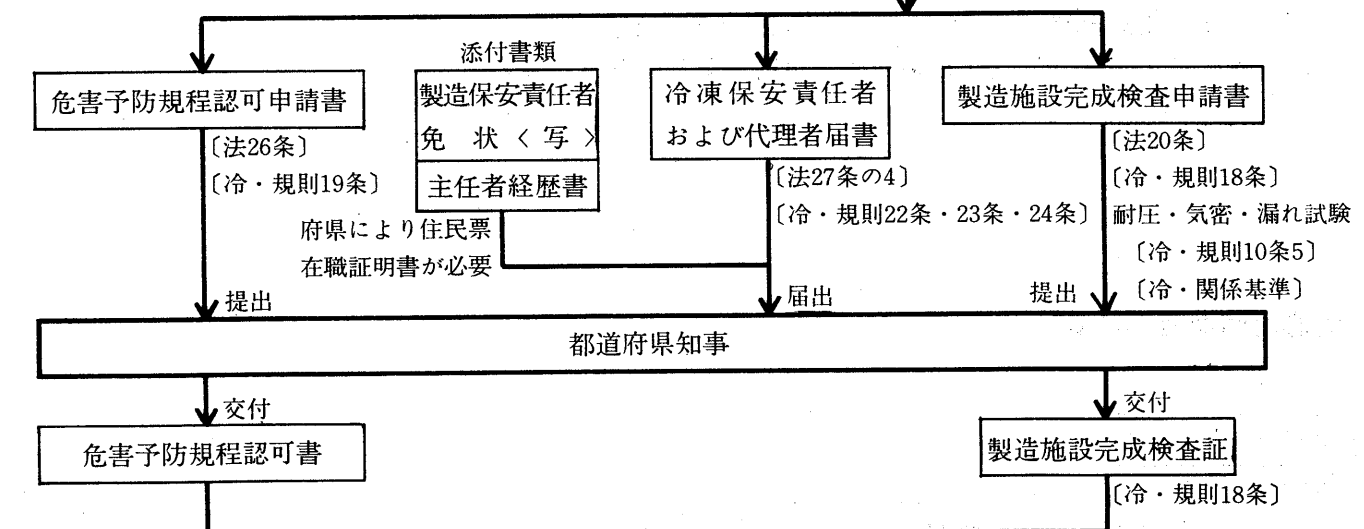 添付書類
危害予防規程認可申請書
〔法26条〕
〔冷・規則19条〕
製造保安責任者
免状〈写〉
主任者経歴書
府県により住民票
在職証明書が必要
冷凍保安責任者
および代理者届書
〔法27条の4〕
〔冷・規則22条・23条・24条〕
製造施設完成検査申請書
〔法20条〕
〔冷・規則18条〕
耐圧・気密・漏れ試験
〔冷・規則10条5〕
〔冷・関係基準〕
提出
届出
提出
都道府県知事
交付
交付
危害予防規程認可書
製造施設完成検査証
〔冷・規則18条〕